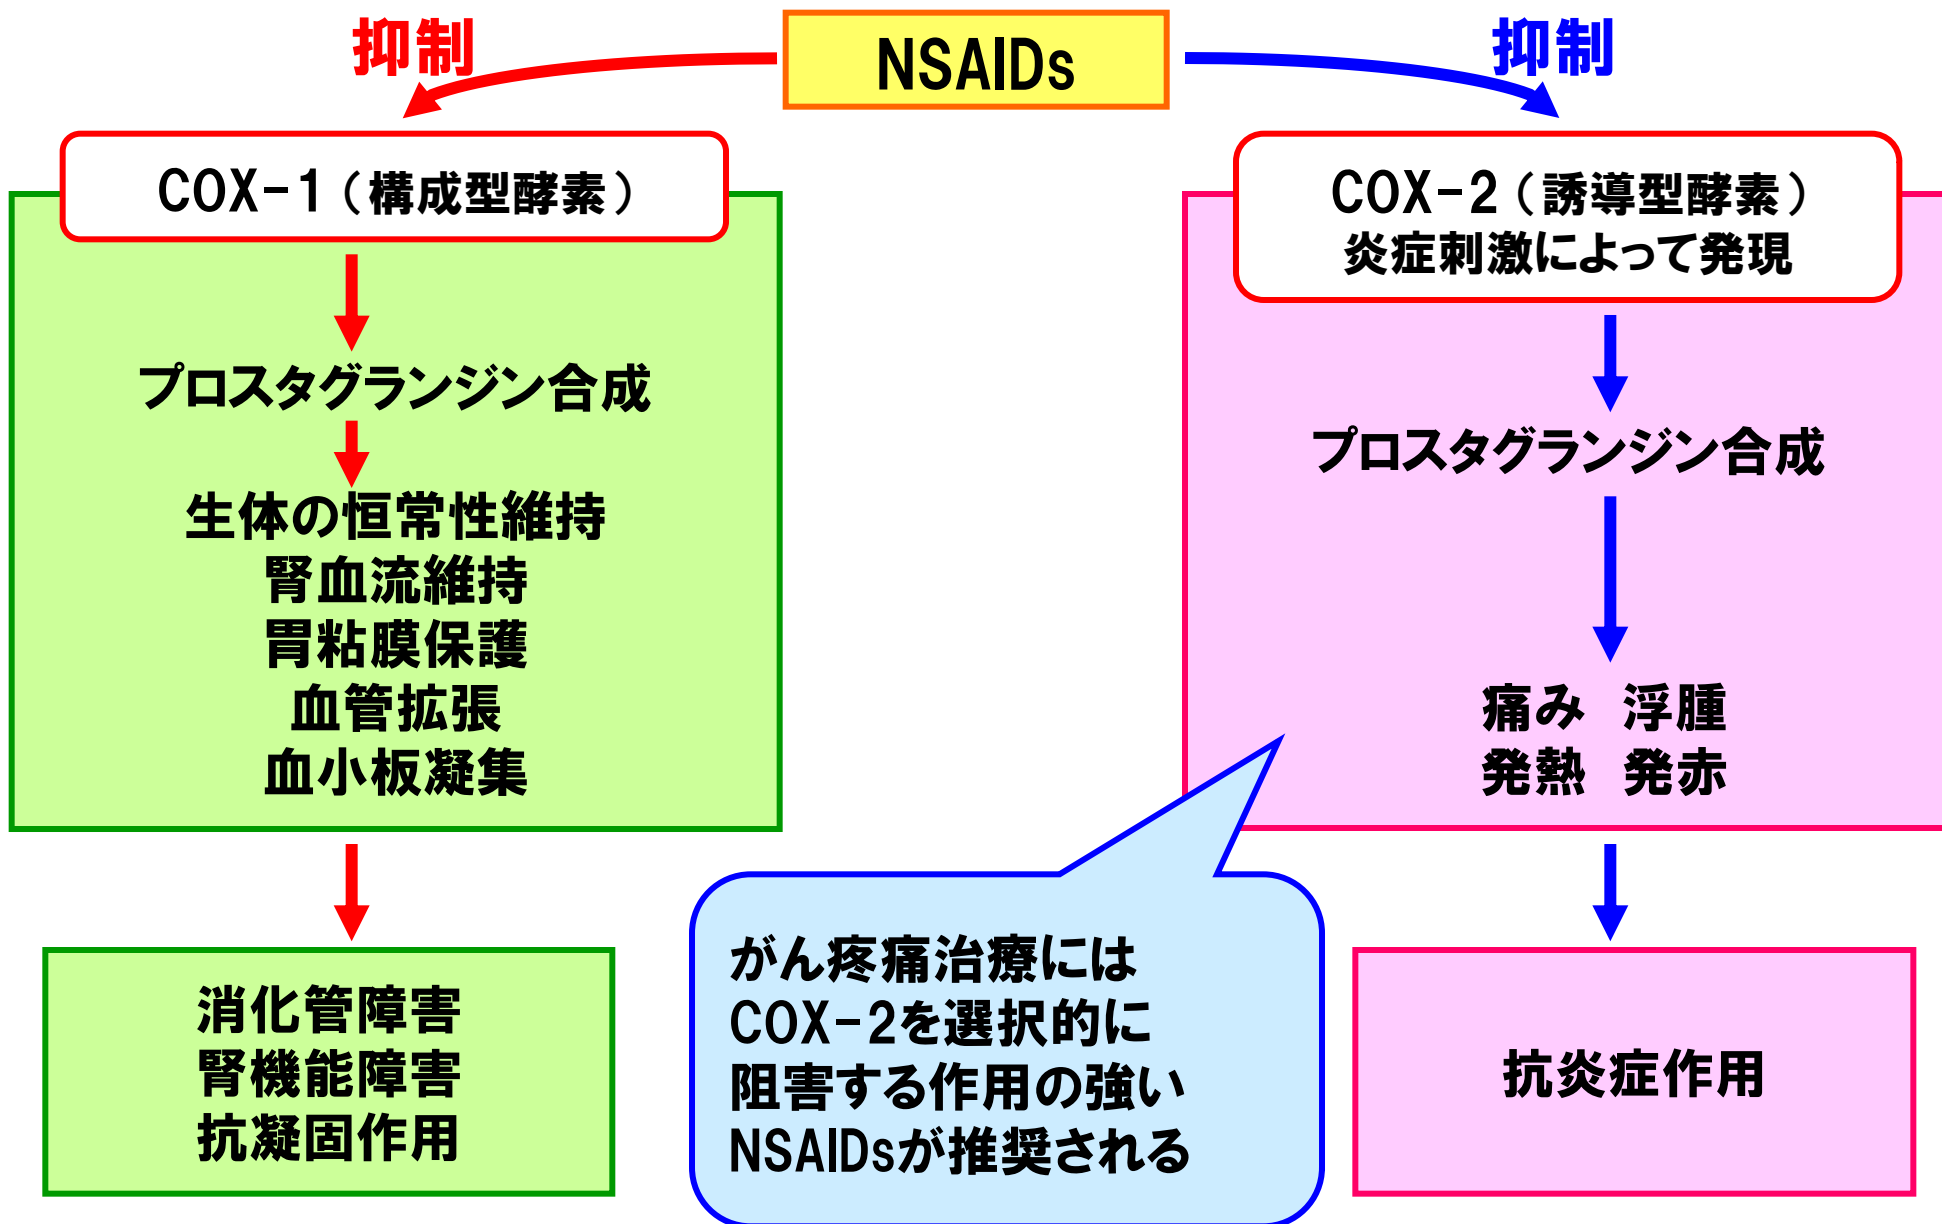 抑制
NSAIDs
抑制
COX-1(構成型酵素)
プロスタグランジン合成
生体の恒常性維持
腎血流維持
胃粘膜保護
血管拡張
血小板凝集
消化管障害
腎機能障害
抗凝固作用
COX-2(誘導型酵素)
炎症刺激によって発現
プロスタグランジン合成
痛み 浮腫
発熱 発赤
抗炎症作用
がん疼痛治療には
COX-2を選択的に
阻害する作用の強い
NSAIDsが推奨される